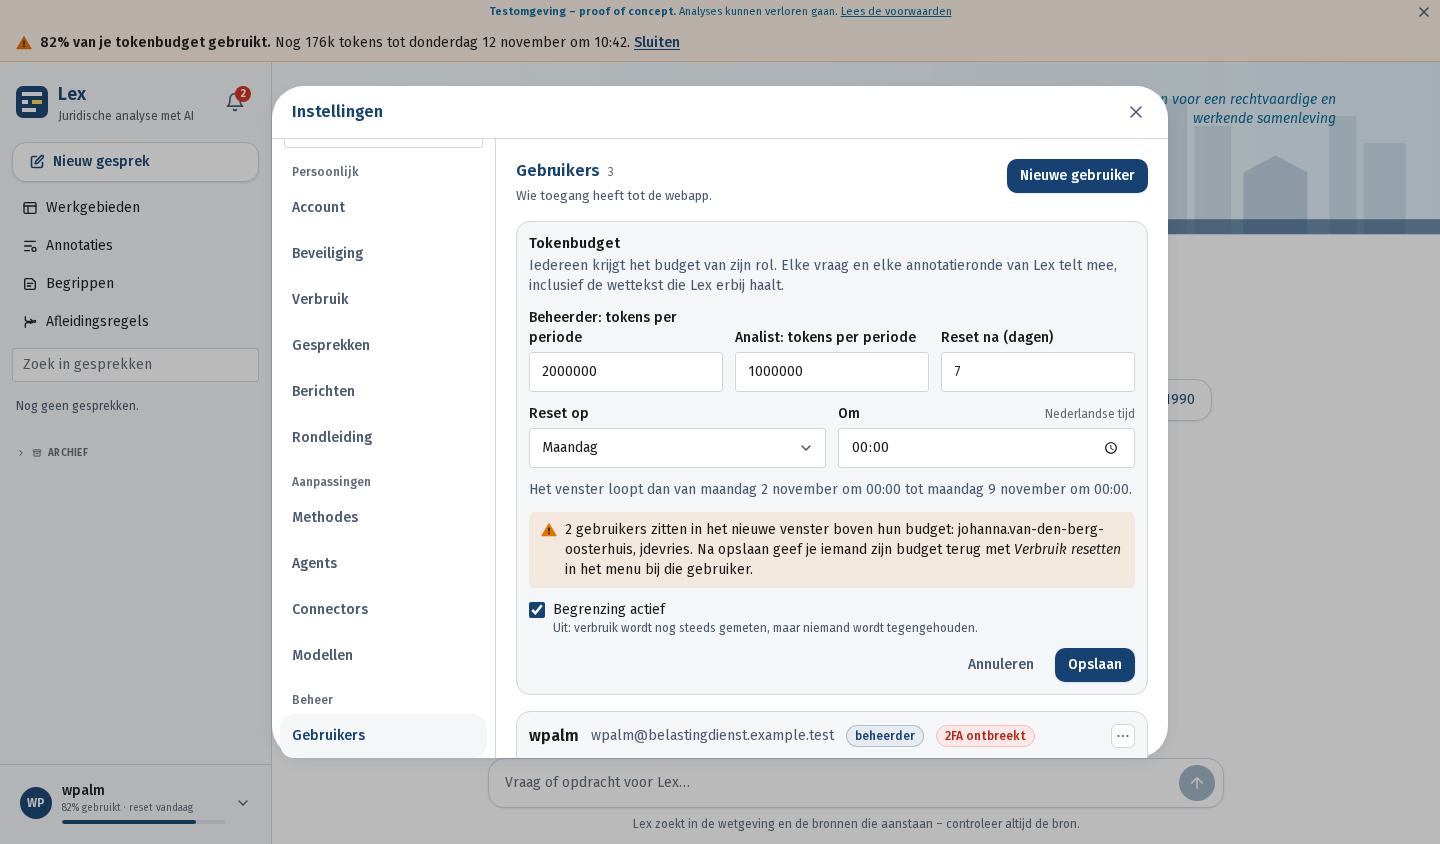 Testomgeving – proof of concept. Analyses kunnen verloren gaan. Lees de voorwaarden
82% van je tokenbudget gebruikt. Nog 176k tokens tot donderdag 12 november om 10:42. Sluiten
Lex
2
Juridische analyse met AI
Nieuw gesprek
Werkgebieden
Annotaties
Begrippen
Afleidingsregels
Zoek in gesprekken
Nog geen gesprekken.
ARCHIEF
WP
wpalm
82% gebruikt · reset vandaag
n voor een rechtvaardige en
werkende samenleving
1990
Instellingen
Persoonlijk
Account
Beveiliging
Verbruik
Gesprekken
Berichten
Rondleiding
Aanpassingen
Methodes
Agents
Connectors
Modellen
Beheer
Gebruikers
Gebruikers 3
Wie toegang heeft tot de webapp.
Nieuwe gebruiker
Tokenbudget
Iedereen krijgt het budget van zijn rol. Elke vraag en elke annotatieronde van Lex telt mee,
inclusief de wettekst die Lex erbij haalt.
Beheerder: tokens per
periode
Analist: tokens per periode
Reset na (dagen)
2000000
1000000
7
Reset op
Om
Nederlandse tijd
Maandag
00:00
Het venster loopt dan van maandag 2 november om 00:00 tot maandag 9 november om 00:00.
2 gebruikers zitten in het nieuwe venster boven hun budget: johanna.van-den-berg-
oosterhuis, jdevries. Na opslaan geef je iemand zijn budget terug met Verbruik resetten
in het menu bij die gebruiker.
Begrenzing actief
Uit: verbruik wordt nog steeds gemeten, maar niemand wordt tegengehouden.
Annuleren
Opslaan
wpalm wpalm@belastingdienst.example.test beheerder 2FA ontbreekt
Vraag of opdracht voor Lex…
Lex zoekt in de wetgeving en de bronnen die aanstaan – controleer altijd de bron.